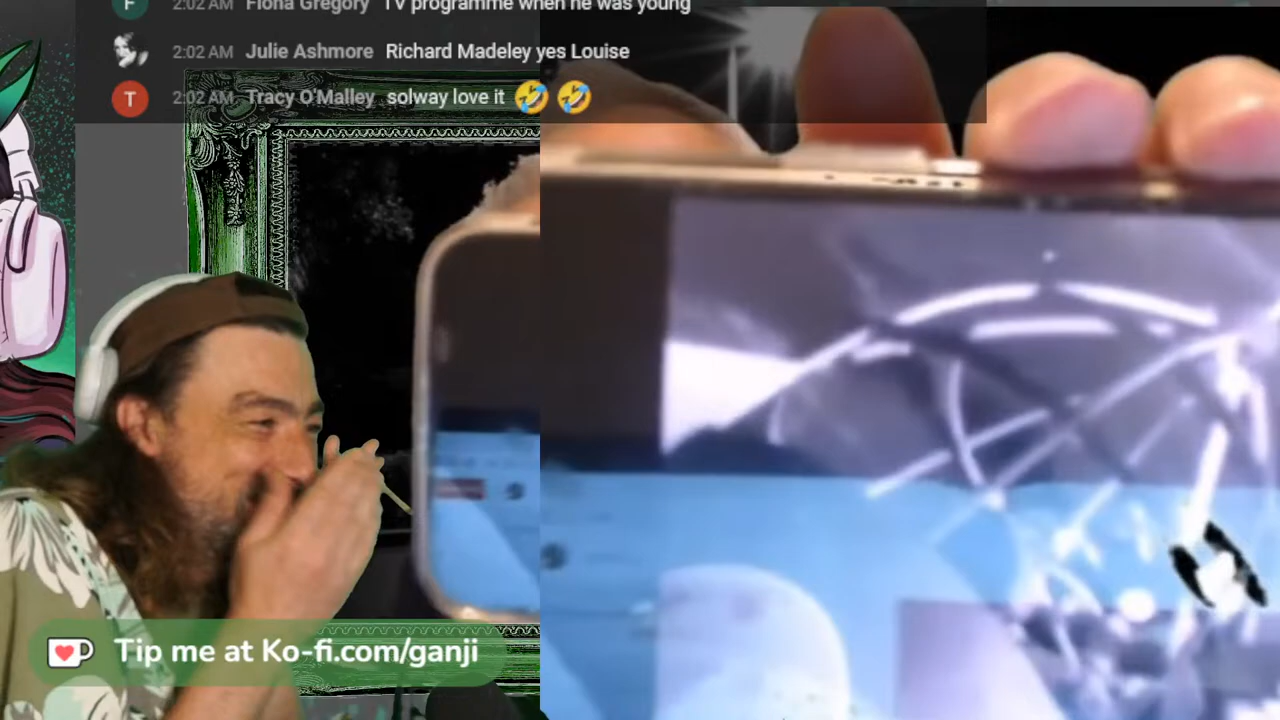 F 2:02 AM Fiona Gregory TV programme when he was young
2:02 AM Julie Ashmore Richard Madeley yes Louise
T 2:02 AM Tracy O'Malley solway love it 🤣 🤣
Tip me at Ko-fi.com/ganji